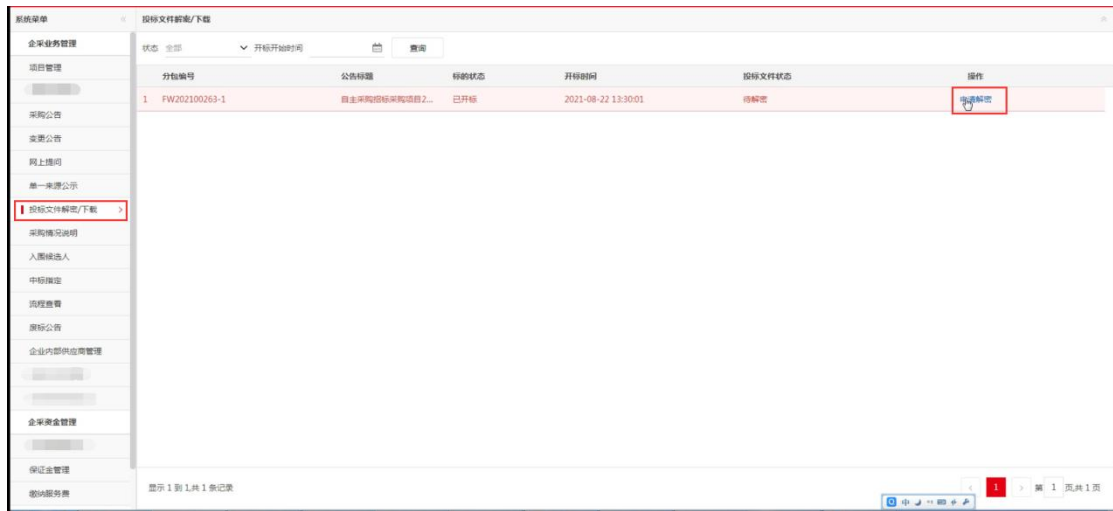 系统菜单 «
投标文件解密/下载
企采业务管理
状态 全部 开标开始时间 查询
项目管理
分包编号 公告标题 标的状态 开标时间 投标文件状态 操作
1 FW202100263-1 自主采购招标采购项目2... 已开标 2021-08-22 13:30:01 待解密 申请解密
采购公告
变更公告
网上提问
单一来源公示
投标文件解密/下载 >
采购情况说明
入围候选人
中标指定
流程查看
废标公告
企业内部供应商管理
企采资金管理
保证金管理
缴纳服务费
显示 1 到 1,共 1 条记录
< 1 > 第 1 页,共 1 页
中